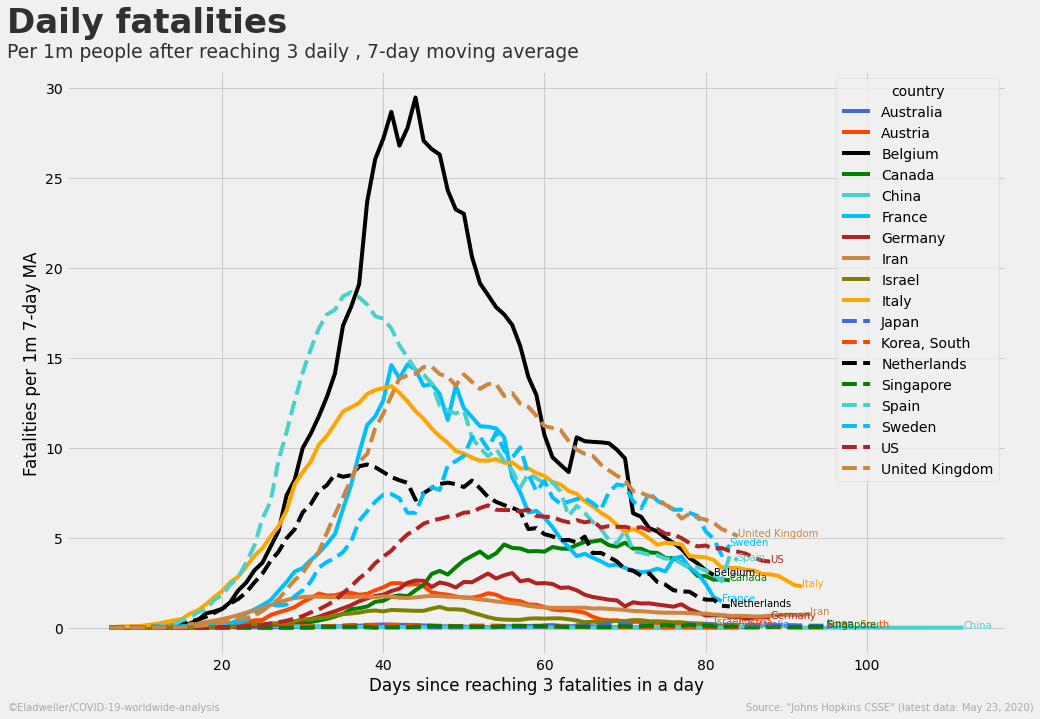 Daily fatalities
Per 1m people after reaching 3 daily , 7-day moving average
Fatalities per 1m 7-day MA
30
25
20
15
10
5
0
20
40
60
80
100
Days since reaching 3 fatalities in a day
country
Australia
Austria
Belgium
Canada
China
France
Germany
Iran
Israel
Italy
Japan
Korea, South
Netherlands
Singapore
Spain
Sweden
US
United Kingdom
United Kingdom
Sweden
Spain
US
Belgium
Canada
Italy
France
Netherlands
Iran
Germany
Israel
Singapore
South
China
©Eladweller/COVID-19-worldwide-analysis
Source: "Johns Hopkins CSSE" (latest data: May 23, 2020)